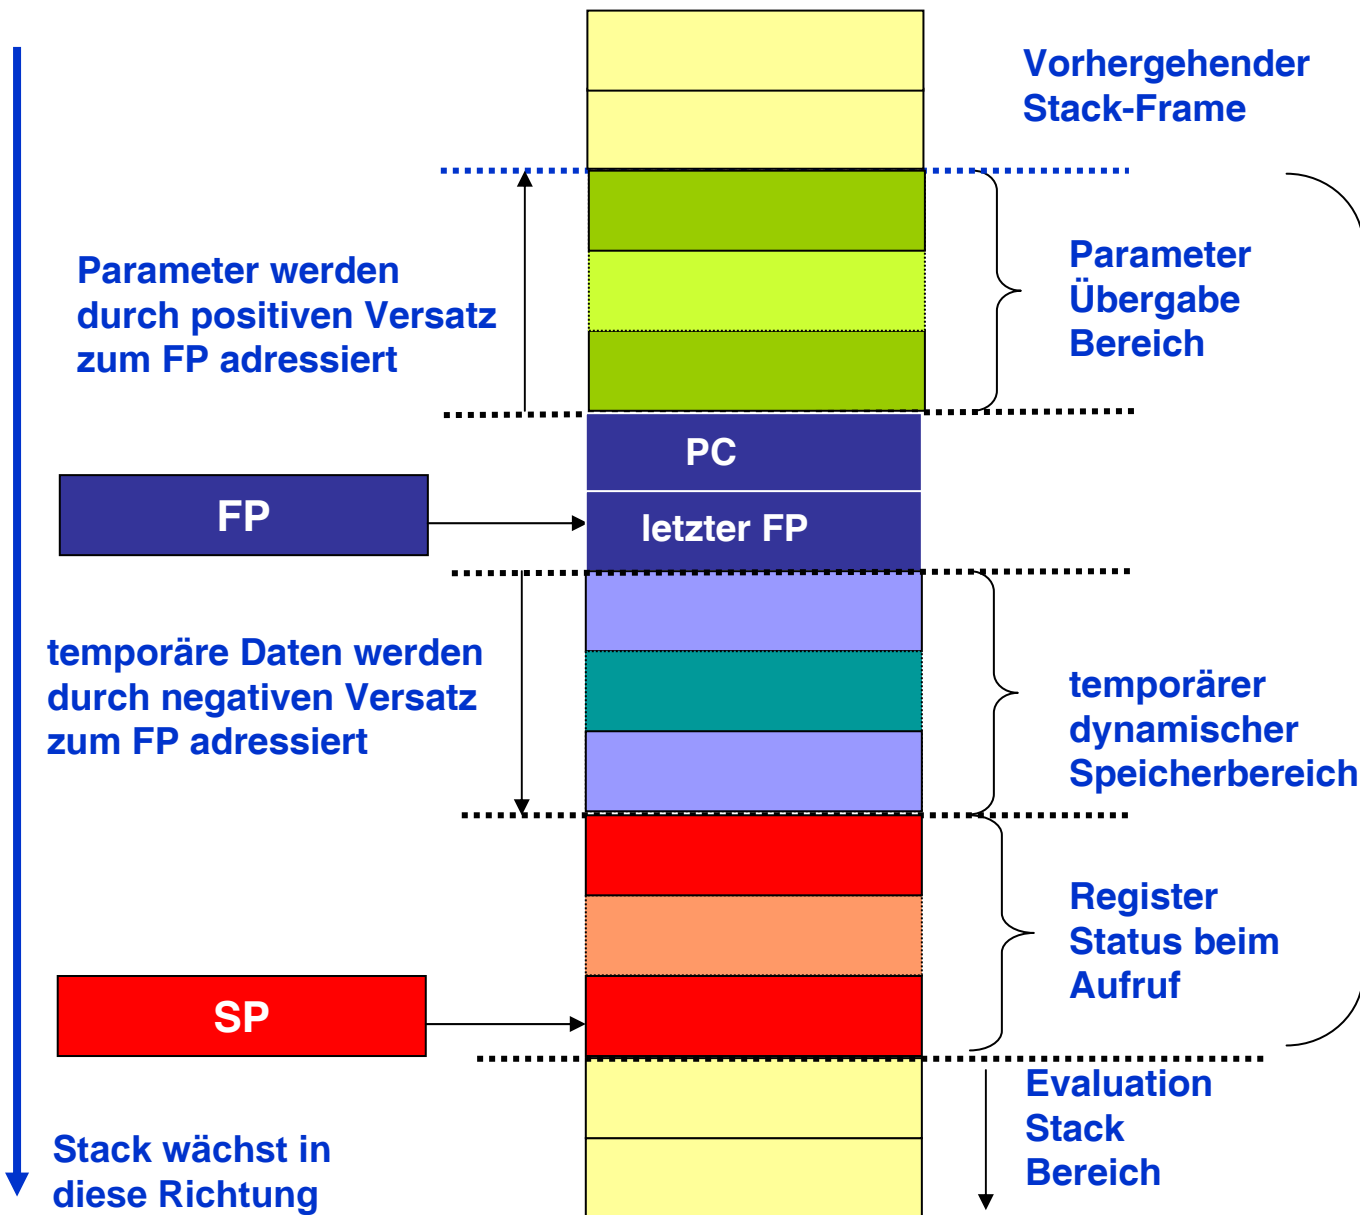 Vorhergehender
Stack-Frame
Parameter werden
durch positiven Versatz
zum FP adressiert
Parameter
Übergabe
Bereich
PC
FP
letzter FP
temporäre Daten werden
durch negativen Versatz
zum FP adressiert
temporärer
dynamischer
Speicherbereich
Register
Status beim
Aufruf
SP
Evaluation
Stack
Bereich
Stack wächst in
diese Richtung